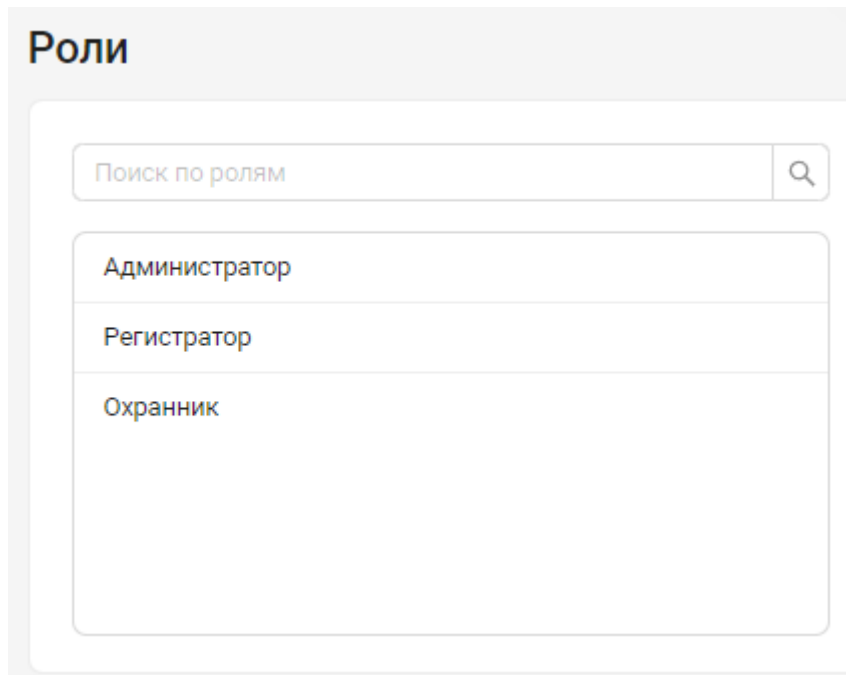 Роли
Поиск по ролям
Администратор
Регистратор
Охранник